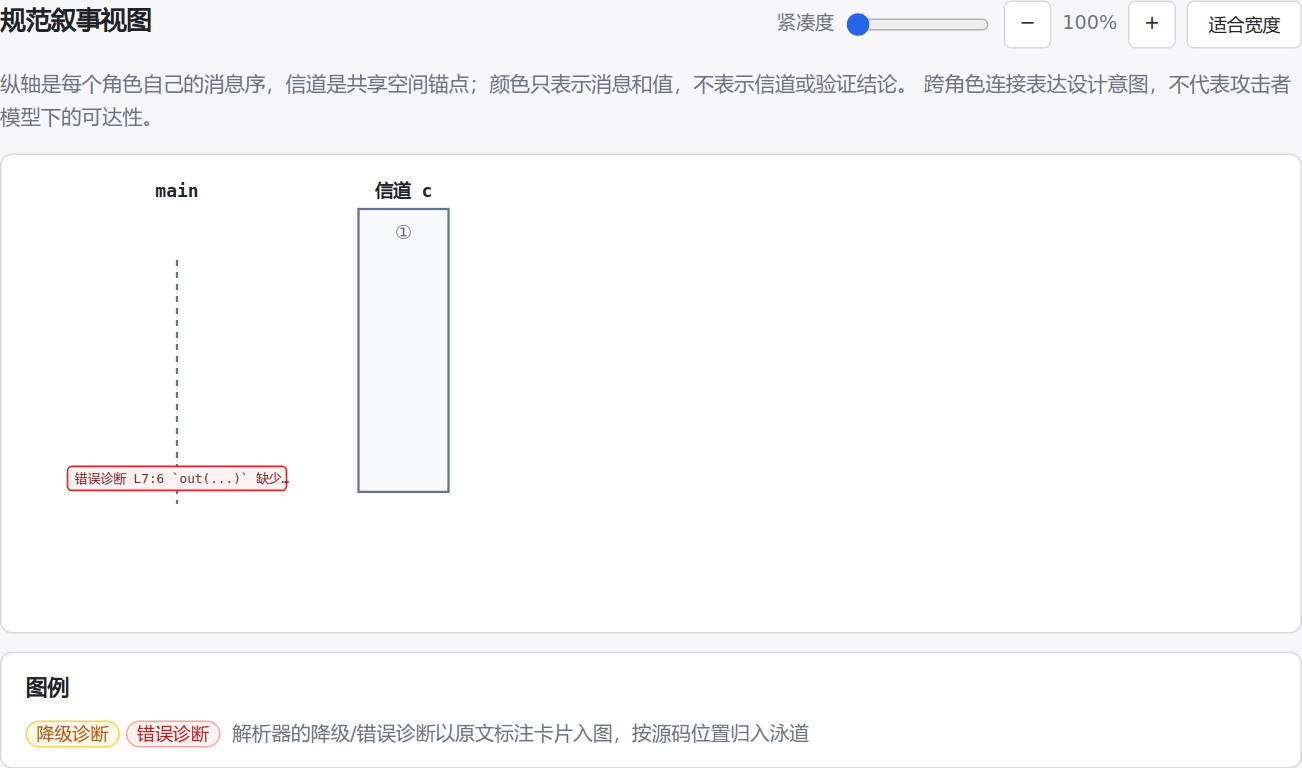 规范叙事视图
紧凑度 − 100% + 适合宽度
纵轴是每个角色自己的消息序，信道是共享空间锚点；颜色只表示消息和值，不表示信道或验证结论。 跨角色连接表达设计意图，不代表攻击者
模型下的可达性。
main 信道 c
①
错误诊断 L7:6 `out(...)` 缺少…
图例
降级诊断 错误诊断 解析器的降级/错误诊断以原文标注卡片入图，按源码位置归入泳道